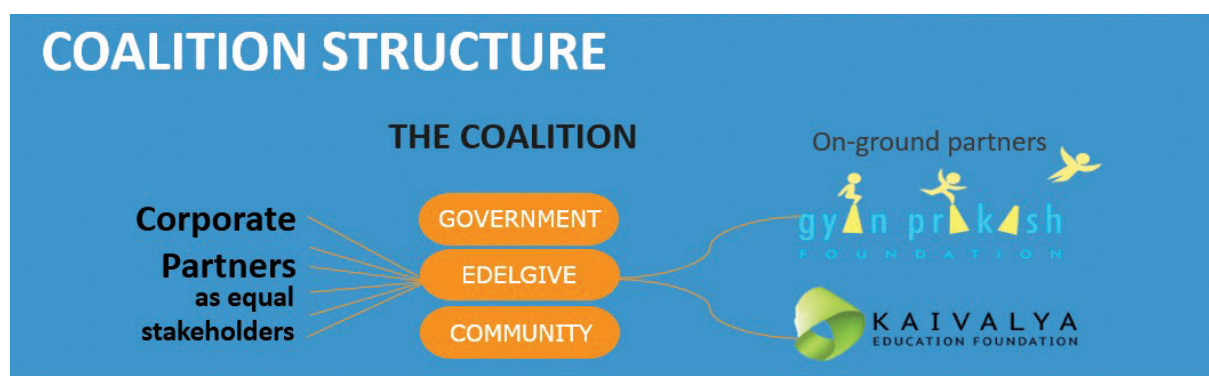 COALITION STRUCTURE
THE COALITION
Corporate
Partners
as equal
stakeholders
GOVERNMENT
EDELGIVE
COMMUNITY
On-ground partners
gyan prakash
FOUNDATION
KAIVALYA
EDUCATION FOUNDATION